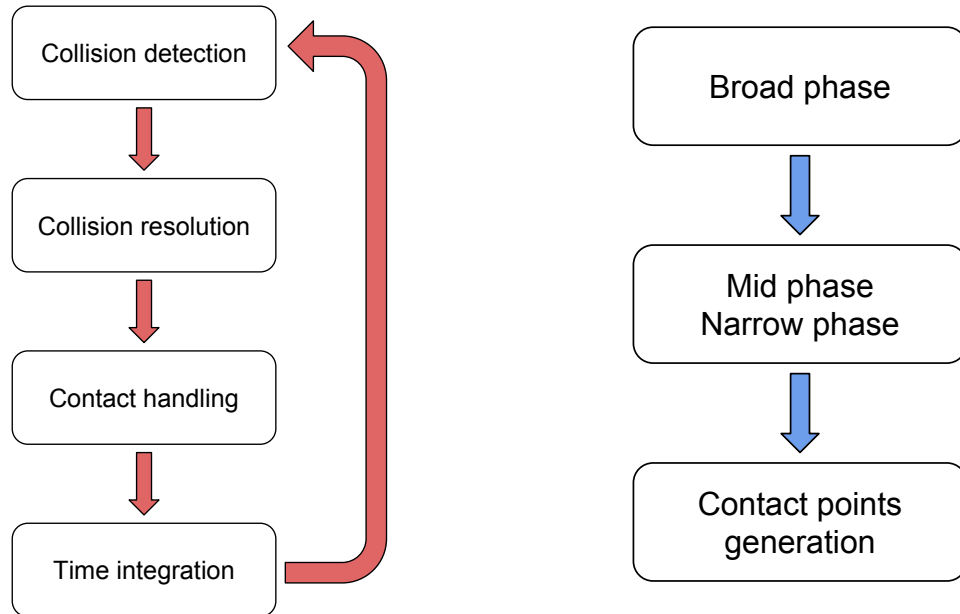 Collision detection
Collision resolution
Contact handling
Time integration
Broad phase
Mid phase
Narrow phase
Contact points
generation